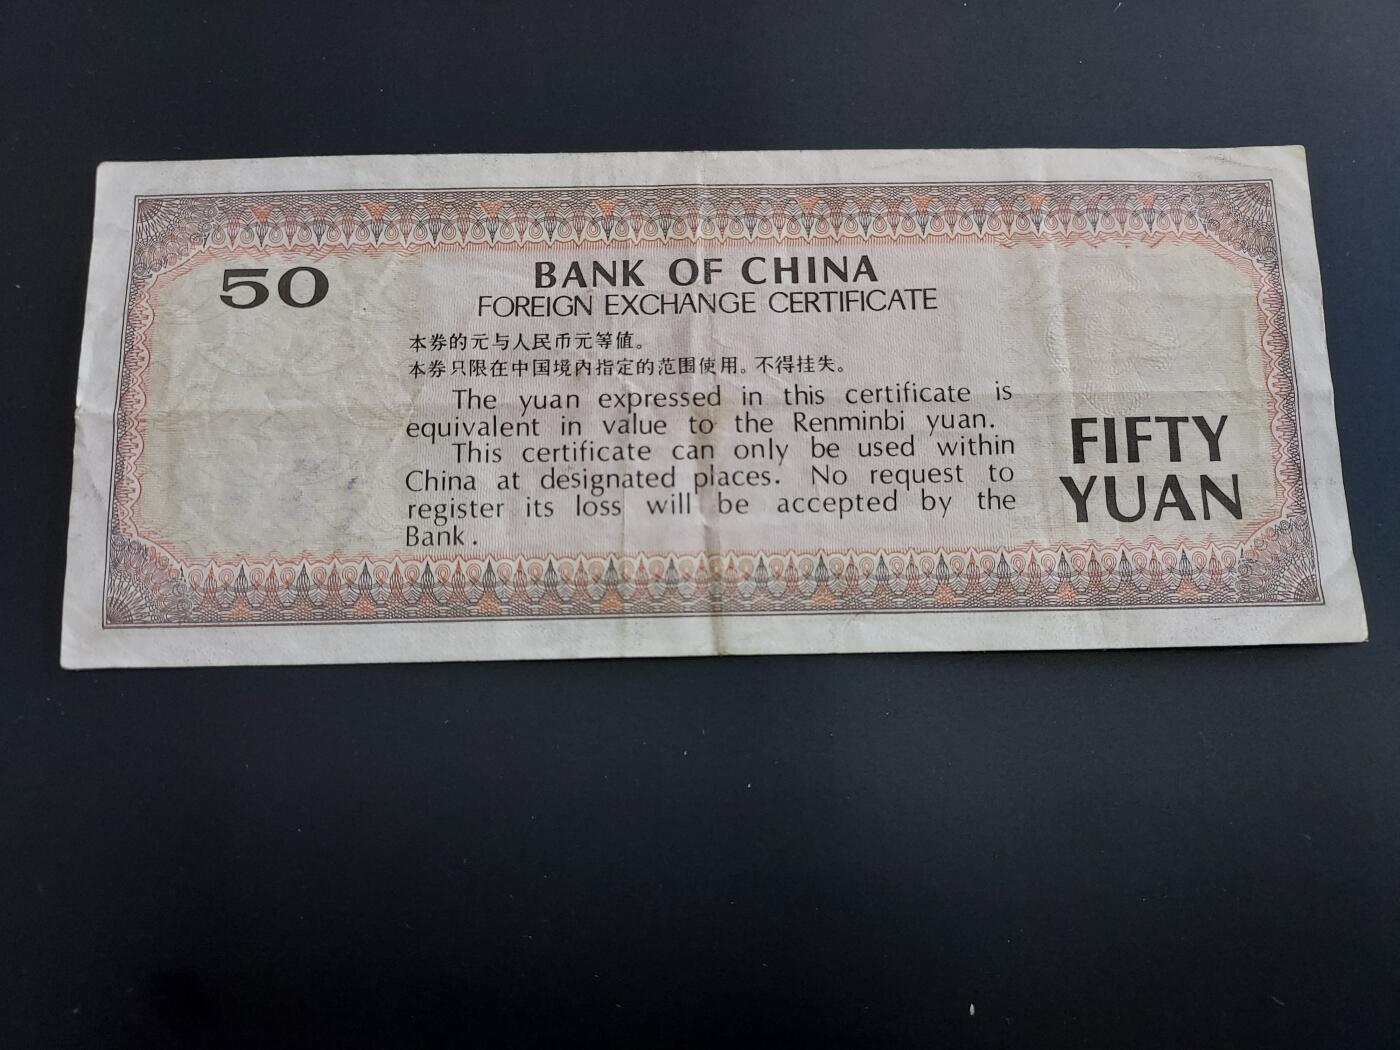 50
BANK OF CHINA
FOREIGN EXCHANGE CERTIFICATE
本券的元与人民币元等值。
本券只限在中国境内指定的范围使用。不得挂失。
The yuan expressed in this certificate is
equivalent in value to the Renminbi yuan.
This certificate can only be used within
China at designated places. No request to
register its loss will be accepted by the
Bank.
FIFTY
YUAN